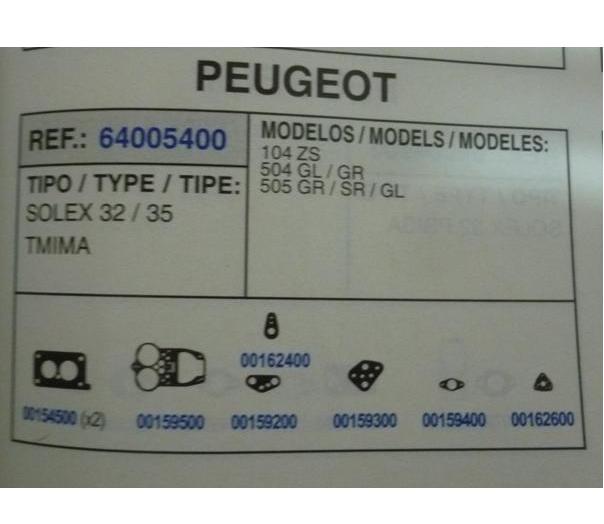 PEUGEOT
REF.: 64005400
MODELOS / MODELS / MODELES:
104 ZS
504 GL / GR
505 GR / SR / GL
TIPO / TYPE / TIPE:
SOLEX 32 / 35
TMIMA
00162400
00154500 (x2) 00159500 00159200 00159300 00159400 00162600